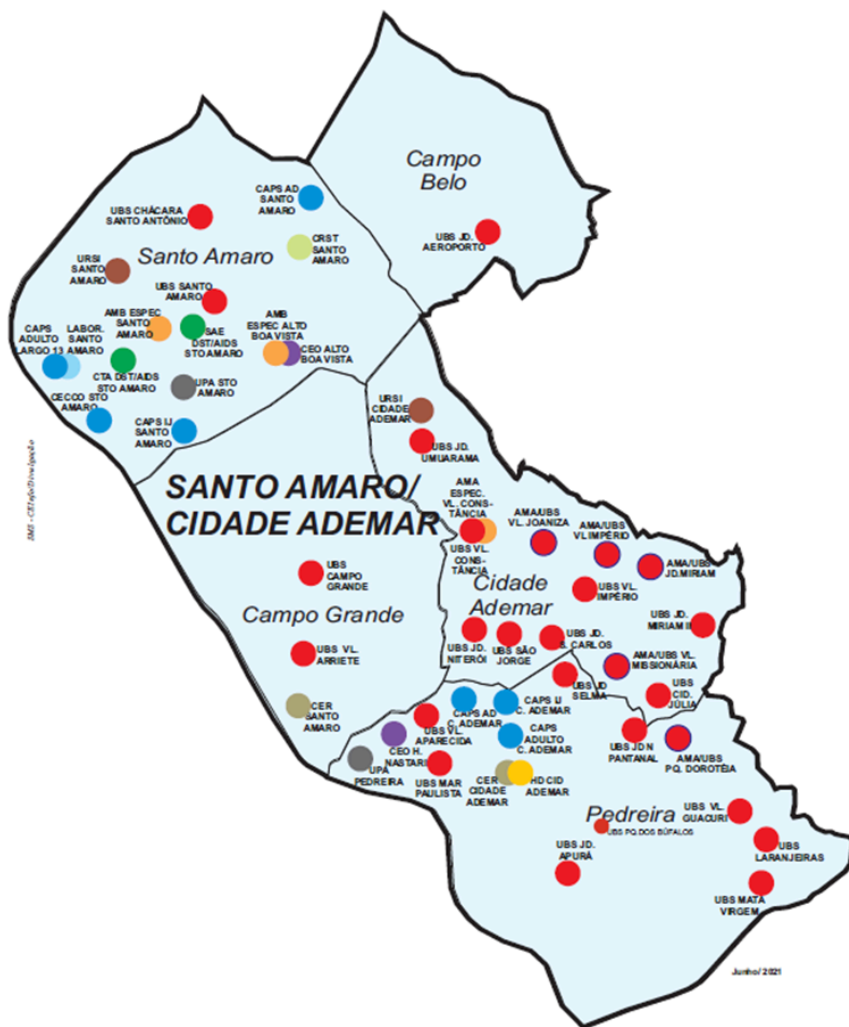 Campo
Belo
UBS JD.
AEROPORTO
CAPS AD
SANTO
AMARO
UBS CHÁCARA
SANTO ANTÔNIO
CRST
SANTO
AMARO
Santo Amaro
URSI
SANTO
AMARO
UBS SANTO
AMARO
AMB ESPEC
SANTO
AMARO
SAE
DST/AIDS
STO AMARO
AMB
ESPEC ALTO
BOA VISTA
CEO ALTO
BOA VISTA
CAPS
ADULTO
LARGO 13
LABOR.
SANTO
AMARO
CTA DST/AIDS
STO AMARO
UPA STO
AMARO
CECCO STO
AMARO
CAPS IJ
SANTO
AMARO
URSI
CIDADE
ADEMAR
UBS JD.
UMUARAMA
SANTO AMARO/
CIDADE ADEMAR
AMA
ESPEC.
VL. CONS-
TÂNCIA
UBS VL.
CONS-
TÂNCIA
AMA/UBS
VL. JOANIZA
AMA/UBS
VL IMPÉRIO
AMA/UBS
JD.MIRIAM
UBS
CAMPO
GRANDE
Cidade
Ademar
UBS VL.
IMPÉRIO
Campo Grande
UBS JD.
MIRIAM II
UBS VL.
ARRIETE
UBS JD.
NITERÓI
UBS SÃO
JORGE
UBS JD.
S. CARLOS
AMA/UBS VL.
MISSIONÁRIA
UBS JD
SELMA
UBS
CID.
JÚLIA
CER
SANTO
AMARO
CAPS AD
C. ADEMAR
CAPS IJ
C. ADEMAR
UBS VL.
APARECIDA
CAPS
ADULTO
C. ADEMAR
CEO H.
NASTARI
UPA
PEDREIRA
UBS MAR
PAULISTA
CER
CIDADE
ADEMAR
HD CID
ADEMAR
UBS JD N
PANTANAL
AMA/UBS
PQ. DOROTÉIA
Pedreira
UBS PQ.DOS BÚFALOS
UBS VL.
GUACURI
UBS
LARANJEIRAS
UBS JD.
APURÁ
UBS MATA
VIRGEM
Junho/ 2021